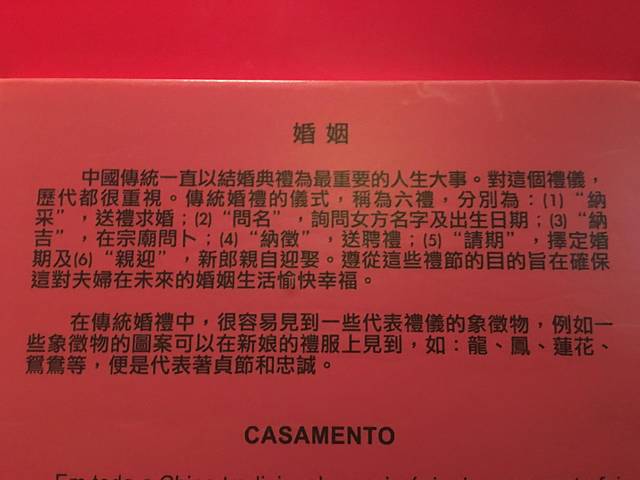 婚姻
中國傳統一直以結婚典禮為最重要的人生大事。對這個禮儀，
歷代都很重視。傳統婚禮的儀式，稱為六禮，分別為：(1)“納
采”，送禮求婚；(2)“問名”，詢問女方名字及出生日期；(3)“納
吉”，在宗廟問卜；(4)“納徵”，送聘禮；(5)“請期”，擇定婚
期及(6)“親迎”，新郎親自迎娶。遵從這些禮節的目的旨在確保
這對夫婦在未來的婚姻生活愉快幸福。
在傳統婚禮中，很容易見到一些代表禮儀的象徵物，例如一
些象徵物的圖案可以在新娘的禮服上見到，如：龍、鳳、蓮花、
鴛鴦等，便是代表著貞節和忠誠。
CASAMENTO
Em toda a China tradicional